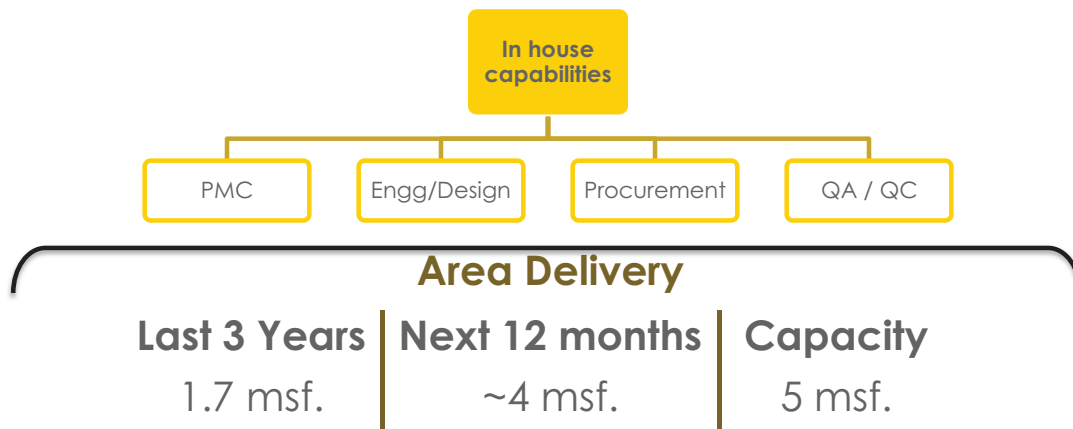 In house
capabilities
PMC
Engg/Design
Procurement
QA / QC
Area Delivery
Last 3 Years
Next 12 months
Capacity
1.7 msf.
~4 msf.
5 msf.